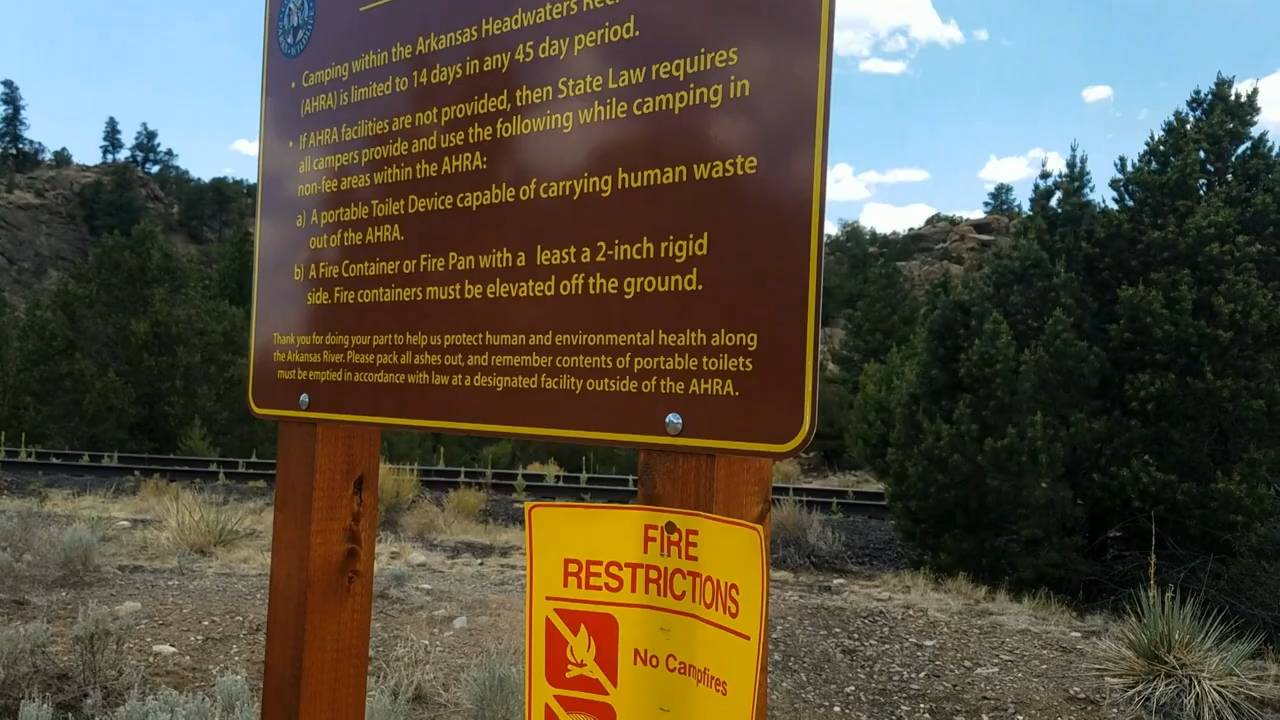 • Camping within the Arkansas Headwaters
(AHRA) is limited to 14 days in any 45 day period.
• If AHRA facilities are not provided, then State Law requires
all campers provide and use the following while camping in
non-fee areas within the AHRA:
a) A portable Toilet Device capable of carrying human waste
out of the AHRA.
b) A Fire Container or Fire Pan with a least a 2-inch rigid
side. Fire containers must be elevated off the ground.
Thank you for doing your part to help us protect human and environmental health along
the Arkansas River. Please pack all ashes out, and remember contents of portable toilets
must be emptied in accordance with law at a designated facility outside of the AHRA.
FIRE
RESTRICTIONS
No Campfires